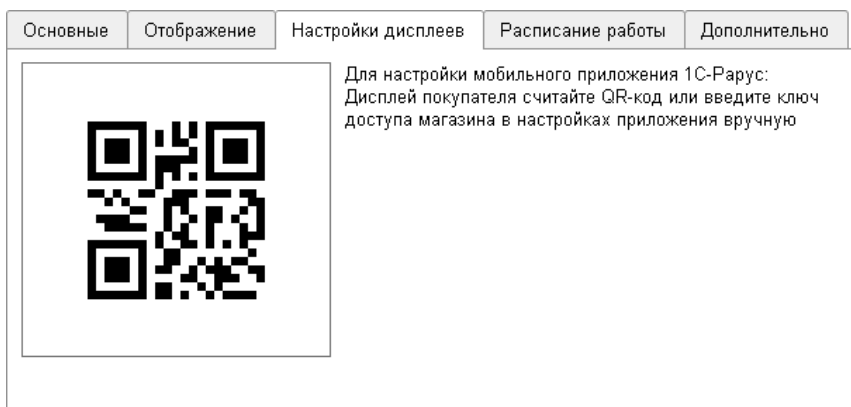 Основные Отображение Настройки дисплеев Расписание работы Дополнительно
Для настройки мобильного приложения 1С-Рарус:
Дисплей покупателя считайте QR-код или введите ключ
доступа магазина в настройках приложения вручную